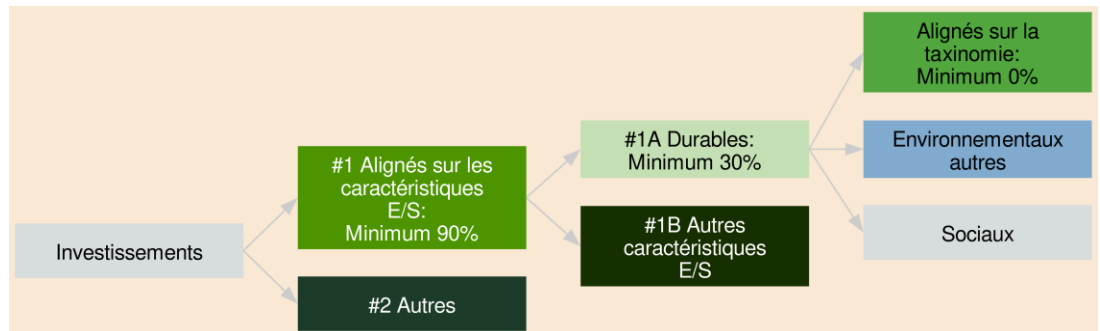 Investissements
#1 Alignés sur les
caractéristiques
E/S:
Minimum 90%
#2 Autres
#1A Durables:
Minimum 30%
#1B Autres
caractéristiques
E/S
Alignés sur la
taxinomie:
Minimum 0%
Environnementaux
autres
Sociaux